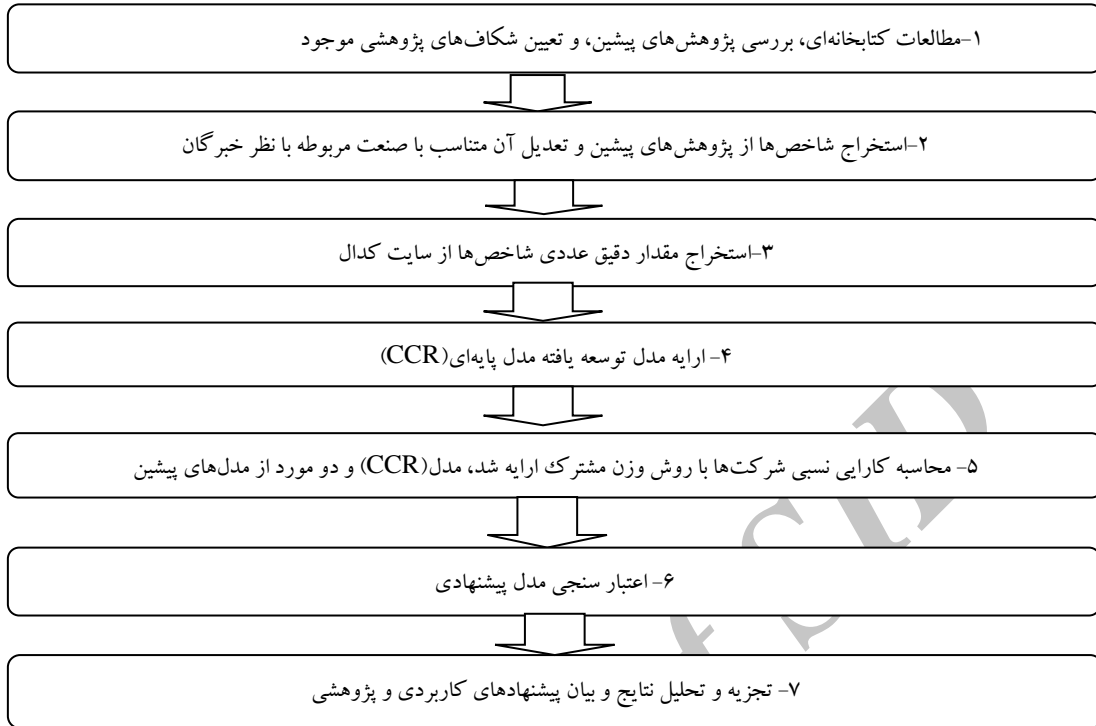 ۱-مطالعات کتابخانه‌ای، بررسی پژوهش‌های پیشین، و تعیین شکاف‌های پژوهشی موجود
۲-استخراج شاخص‌ها از پژوهش‌های پیشین و تعدیل آن متناسب با صنعت مربوطه با نظر خبرگان
۳-استخراج مقدار دقیق عددی شاخص‌ها از سایت کدال
۴- ارایه مدل توسعه یافته مدل پایه‌ای(CCR)
۵- محاسبه کارایی نسبی شرکت‌ها با روش وزن مشترک ارایه شد، مدل(CCR) و دو مورد از مدل‌های پیشین
۶- اعتبار سنجی مدل پیشنهادی
۷- تجزیه و تحلیل نتایج و بیان پیشنهادهای کاربردی و پژوهشی